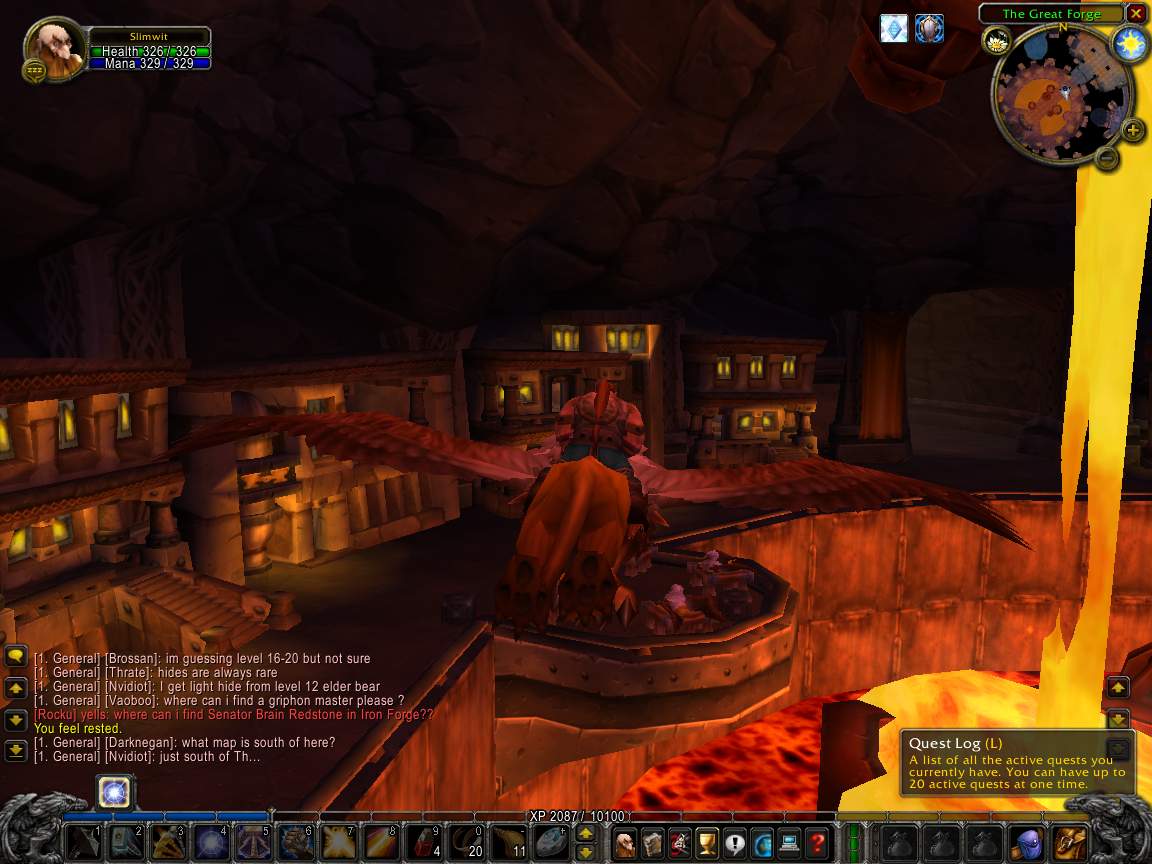 Slimwit
Health 326 / 326
Mana 329 / 329
zzz
The Great Forge
N
[1. General] [Brossan]: im guessing level 16-20 but not sure
[1. General] [Thrate]: hides are always rare
[1. General] [Nvidiot]: I get light hide from level 12 elder bear
[1. General] [Vaoboo]: where can i find a griphon master please ?
[Rocku] yells: where can i find Senator Brain Redstone in Iron Forge??
You feel rested.
[1. General] [Darknegan]: what map is south of here?
[1. General] [Nvidiot]: just south of Th...
Quest Log (L)
A list of all the active quests you
currently have. You can have up to
20 active quests at one time.
XP 2087 / 10100
1 2 3 4 5 6 7 8 9 0 - +
4 20 11